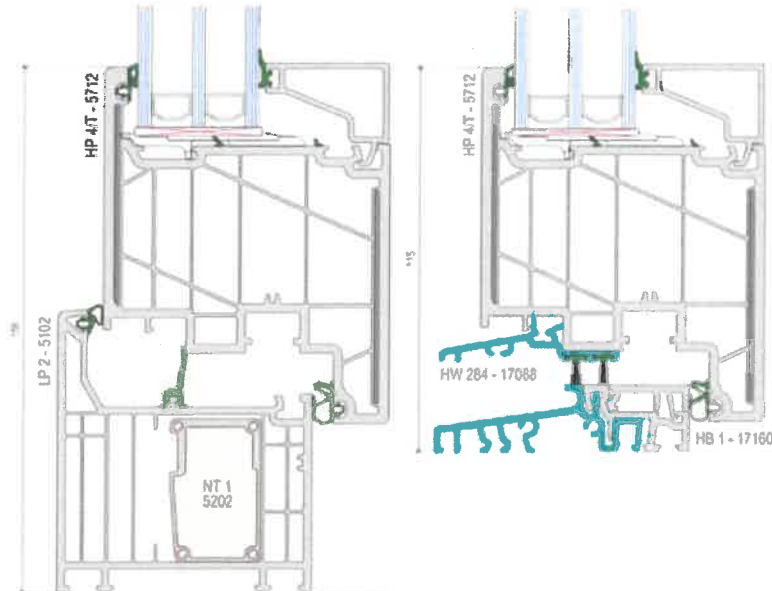 HP 4/T - 5712
LP 2 - 5102
NT 1
5202
HP 4/T - 5712
HW 284 - 17088
HB 1 - 17160